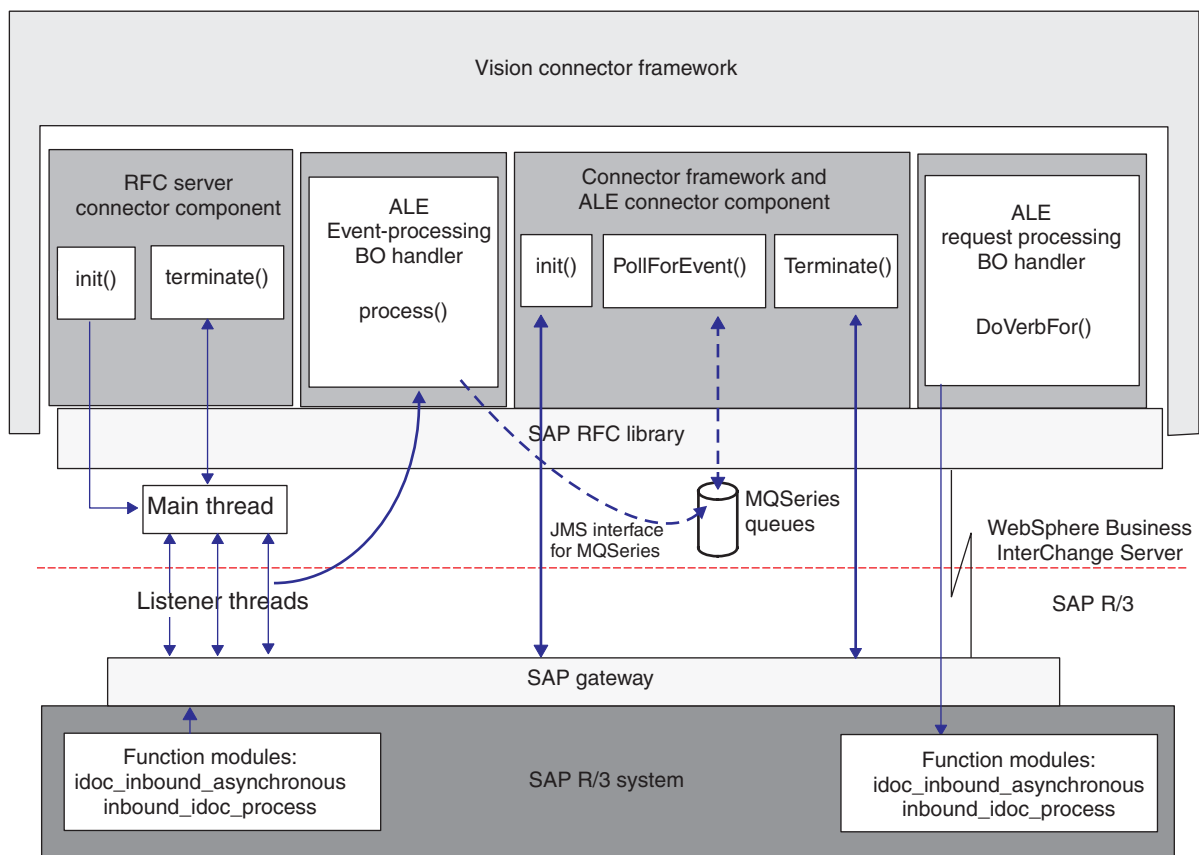 Vision connector framework
RFC server
connector component
init()
terminate()
ALE
Event-processing
BO handler
process()
Connector framework and
ALE connector component
init()
PollForEvent()
Terminate()
ALE
request processing
BO handler
DoVerbFor()
SAP RFC library
Main thread
JMS interface
for MQSeries
MQSeries
queues
WebSphere Business
InterChange Server
Listener threads
SAP R/3
SAP gateway
Function modules:
idoc_inbound_asynchronous
inbound_idoc_process
SAP R/3 system
Function modules:
idoc_inbound_asynchronous
inbound_idoc_process